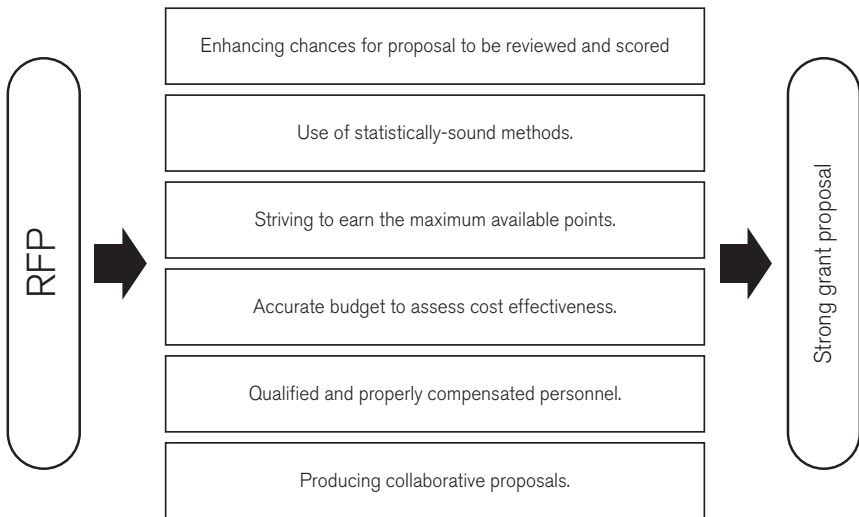 RFP
Enhancing chances for proposal to be reviewed and scored
Use of statistically-sound methods.
Striving to earn the maximum available points.
Accurate budget to assess cost effectiveness.
Qualified and properly compensated personnel.
Producing collaborative proposals.
Strong grant proposal